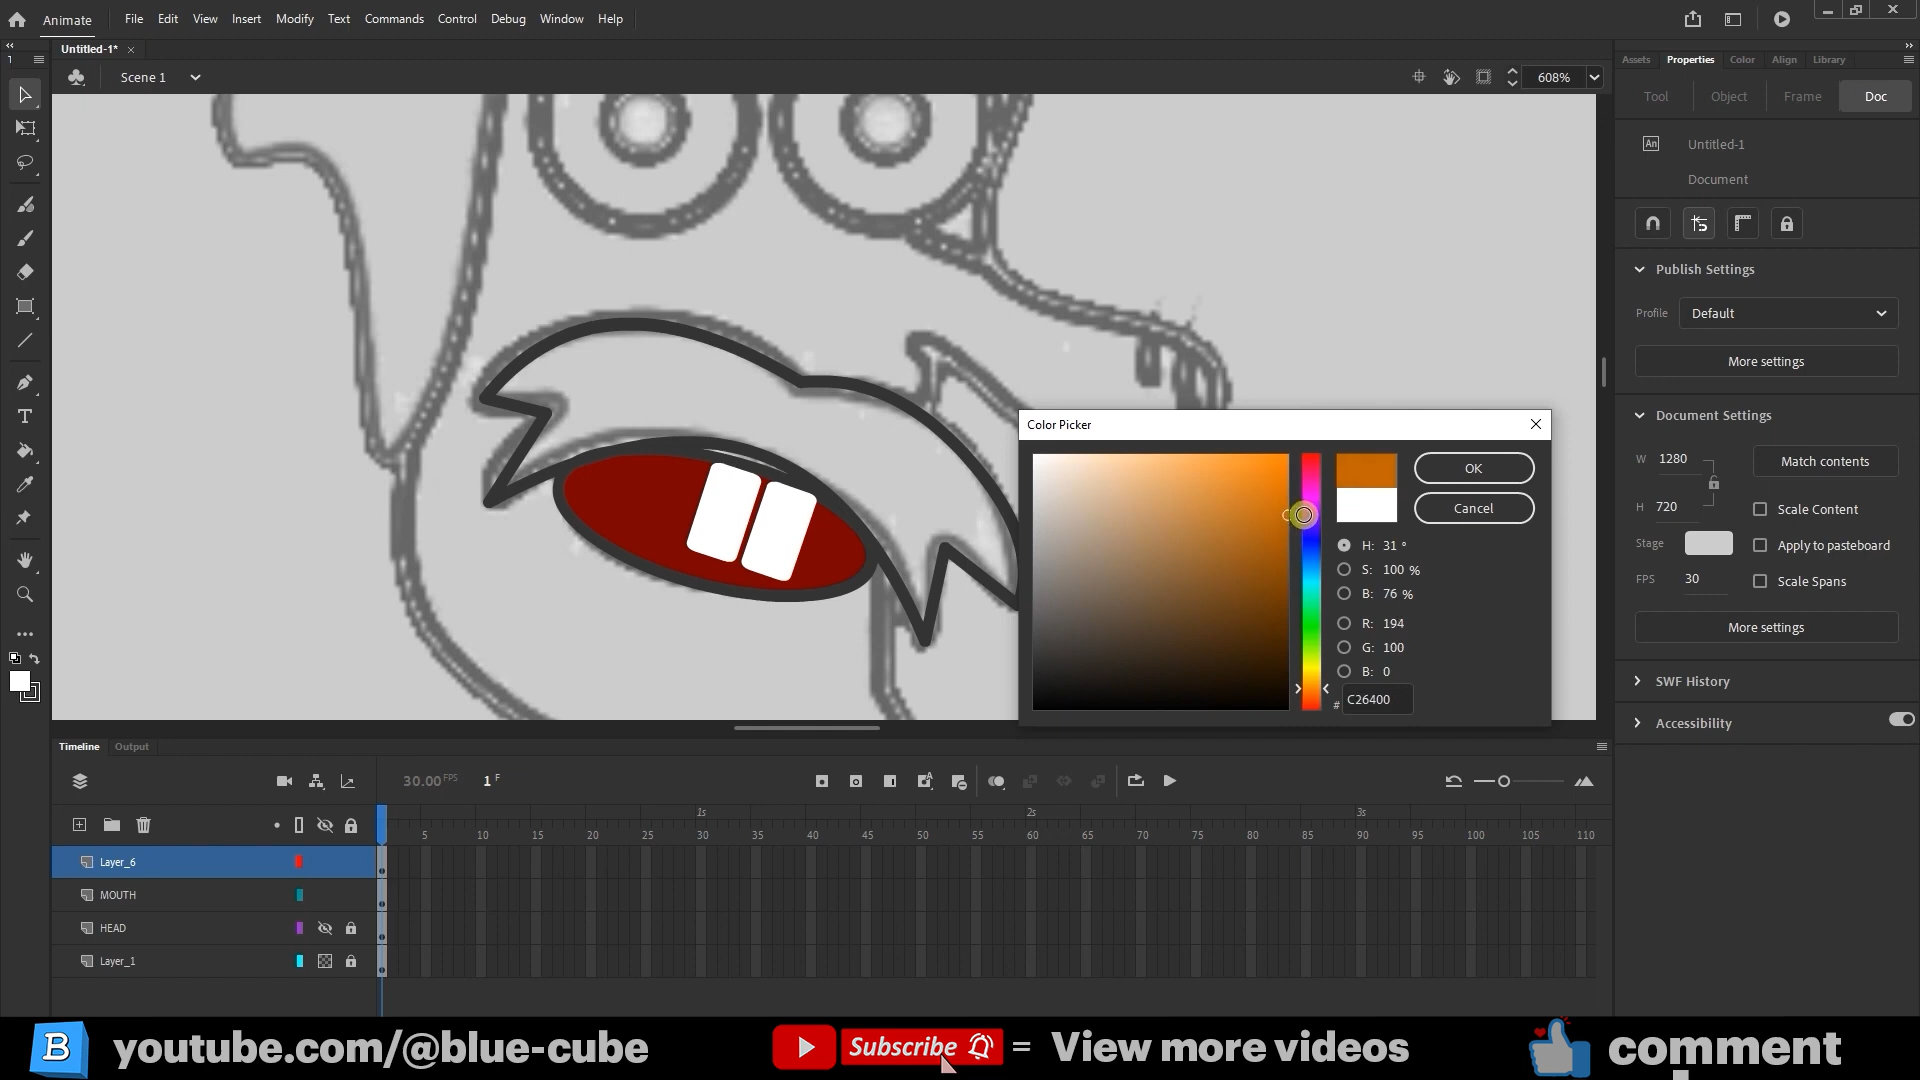 Animate File Edit View Insert Modify Text Commands Control Debug Window Help
Untitled-1*
Scene 1 608%
Assets Properties Color Align Library
Tool Object Frame Doc
An Untitled-1
Document
Publish Settings
Profile Default
More settings
Document Settings
W 1280 Match contents
H 720 Scale Content
Stage Apply to pasteboard
FPS 30 Scale Spans
More settings
SWF History
Accessibility
Color Picker
OK
Cancel
H: 31 °
S: 100 %
B: 76 %
R: 194
G: 100
B: 0
# C26400
T
Timeline Output
30.00 FPS 1 F
1s 2s 3s
5 10 15 20 25 30 35 40 45 50 55 60 65 70 75 80 85 90 95 100 105 110
Layer_6
MOUTH
HEAD
Layer_1
B youtube.com/@blue-cube Subscribe = View more videos comment